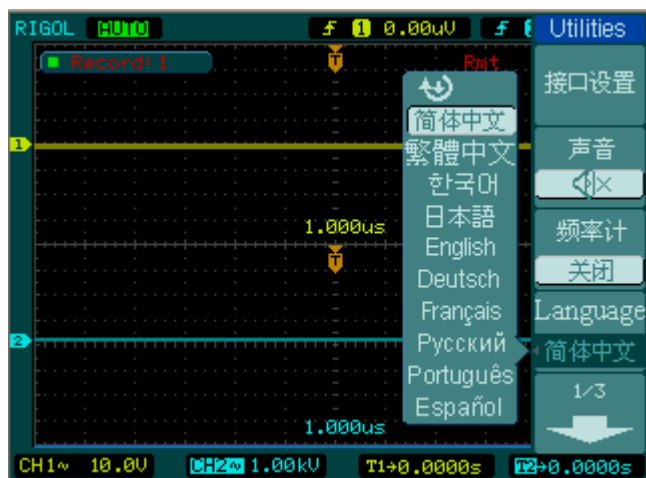 RIGOL AUTO 1 0.00uV
Utilities
Record: 1
T
Rmt
接口设置
简体中文
繁體中文
한국어
日本語
English
Deutsch
Français
Русский
Português
Español
声音
1
1.000us
频率计
关闭
T
Language
简体中文
2
1/3
1.000us
CH1~ 10.0V CH2~ 1.00kV T1→0.0000s T2→0.0000s